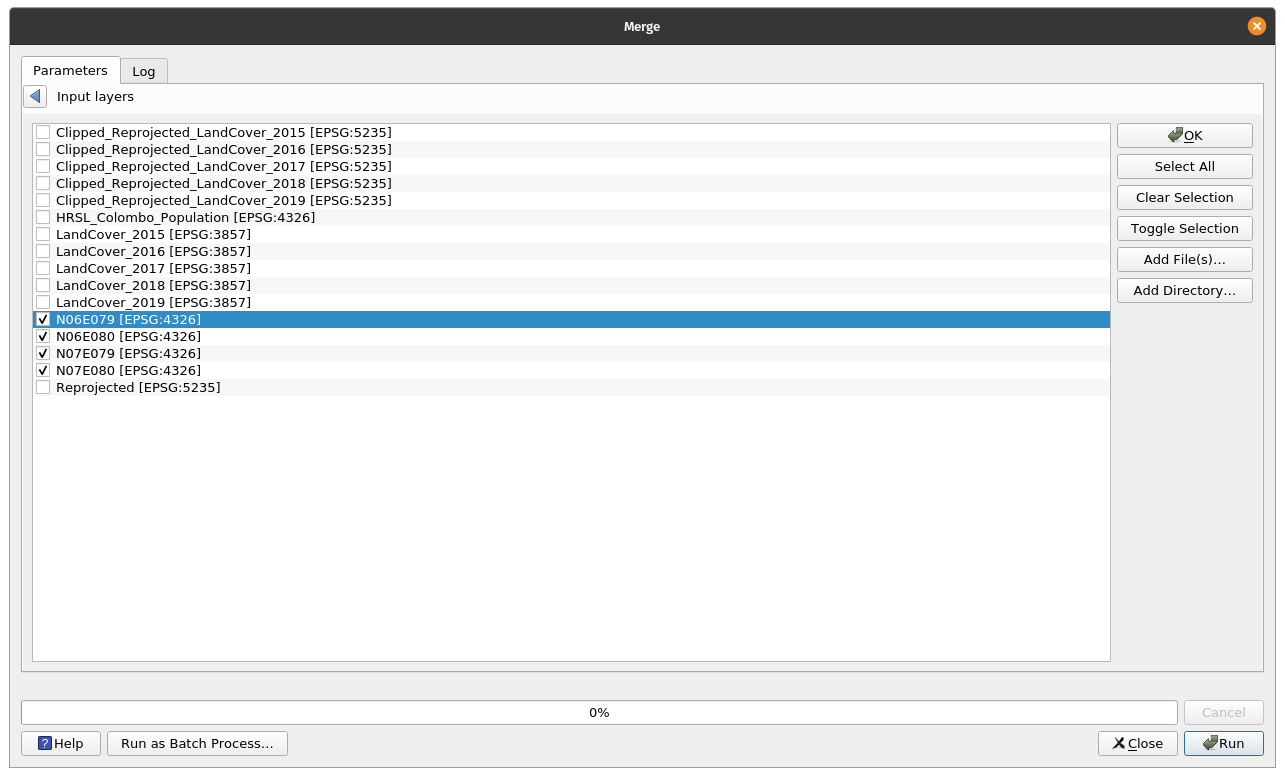 Merge
Parameters
Log
Input layers
Clipped_Reprojected_LandCover_2015 [EPSG:5235]
Clipped_Reprojected_LandCover_2016 [EPSG:5235]
Clipped_Reprojected_LandCover_2017 [EPSG:5235]
Clipped_Reprojected_LandCover_2018 [EPSG:5235]
Clipped_Reprojected_LandCover_2019 [EPSG:5235]
HRSL_Colombo_Population [EPSG:4326]
LandCover_2015 [EPSG:3857]
LandCover_2016 [EPSG:3857]
LandCover_2017 [EPSG:3857]
LandCover_2018 [EPSG:3857]
LandCover_2019 [EPSG:3857]
N06E079 [EPSG:4326]
N06E080 [EPSG:4326]
N07E079 [EPSG:4326]
N07E080 [EPSG:4326]
Reprojected [EPSG:5235]
OK
Select All
Clear Selection
Toggle Selection
Add File(s)…
Add Directory…
0%
Cancel
Help
Run as Batch Process…
Close
Run